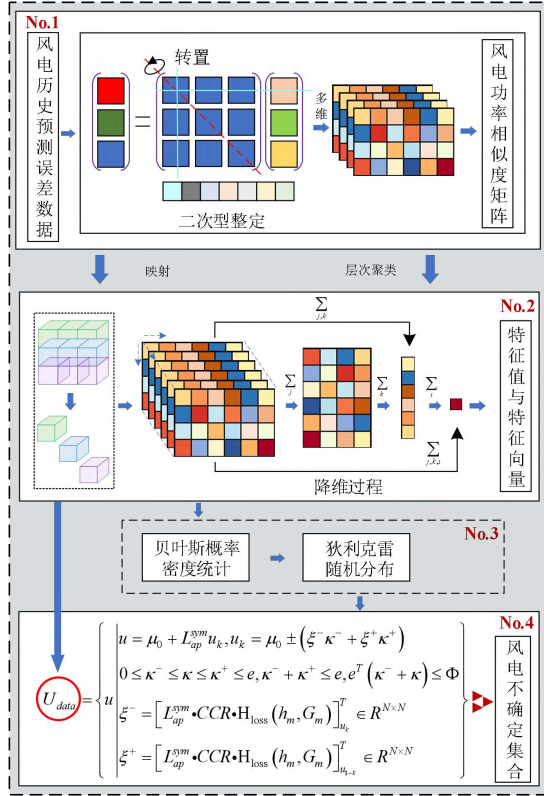 No.1
风电历史预测误差数据
转置
二次型整定
多维
风电功率相似度矩阵
映射
层次聚类
No.2
∑j,k
∑j
∑k
∑i
∑j,k,i
降维过程
特征值与特征向量
No.3
贝叶斯概率
密度统计
狄利克雷
随机分布
No.4
U_data = { u |
u = μ_0 + L_ap^sym u_k, u_k = μ_0 ± (ξ^- κ^- + ξ^+ κ^+)
0 ≤ κ^- ≤ κ ≤ κ^+ ≤ e, κ^- + κ^+ ≤ e, e^T (κ^- + κ) ≤ Φ
ξ^- = [L_ap^sym • CCR • H_loss (h_m, G_m)]_{u_k}^T ∈ R^{N×N}
ξ^+ = [L_ap^sym • CCR • H_loss (h_m, G_m)]_{u_{1-k}}^T ∈ R^{N×N} }
风电不确定集合